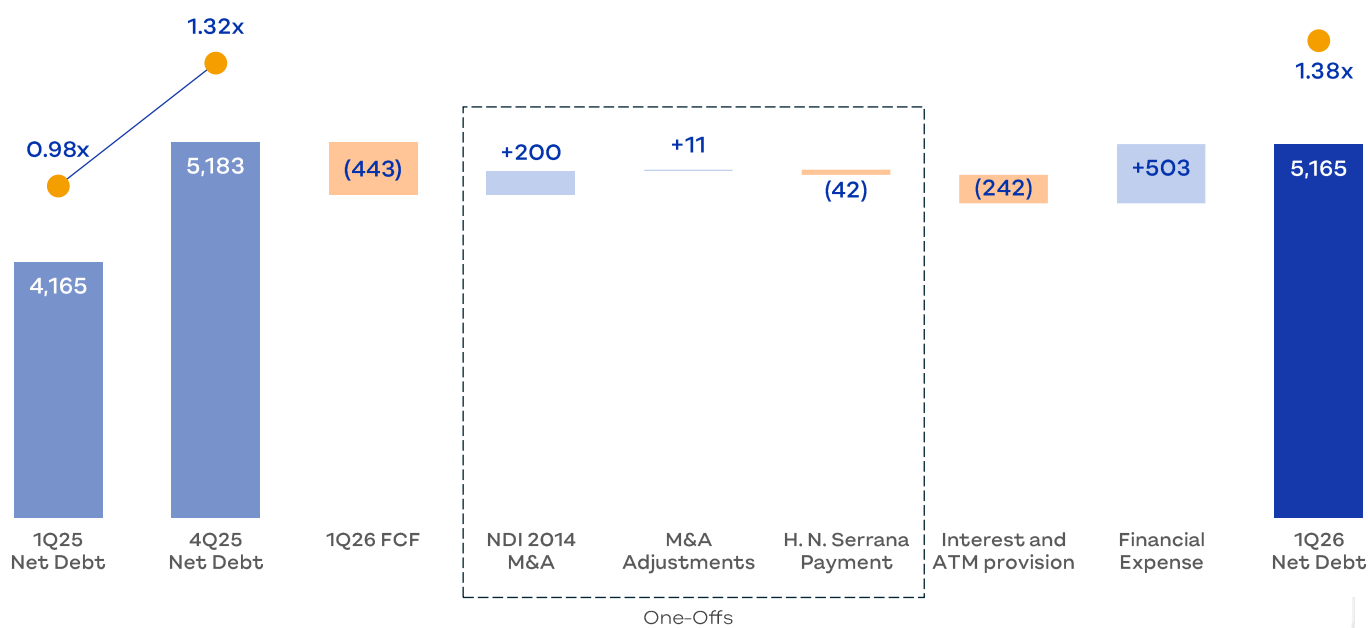 1.32x
0.98x
1.38x
4,165
5,183
(443)
+200
+11
(42)
(242)
+503
5,165
1Q25
Net Debt
4Q25
Net Debt
1Q26 FCF
NDI 2014
M&A
M&A
Adjustments
H. N. Serrana
Payment
Interest and
ATM provision
Financial
Expense
1Q26
Net Debt
One-Offs